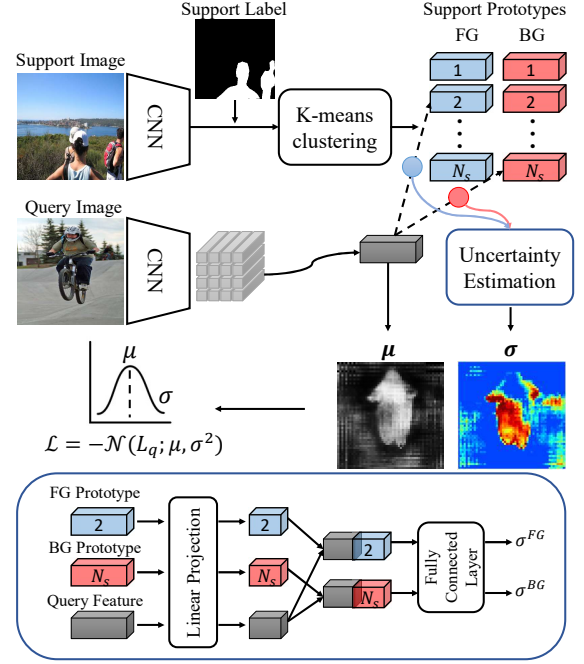 Support Label
Support Prototypes
FG BG
Support Image
CNN
K-means
clustering
1 1
2 2
N_s N_s
Query Image
CNN
Uncertainty
Estimation
μ σ
μ
σ
ℒ = −𝒩(L_q; μ, σ²)
FG Prototype
2
BG Prototype
N_s
Query Feature
Linear Projection
2
N_s
2
N_s
Fully
Connected
Layer
σ^FG
σ^BG